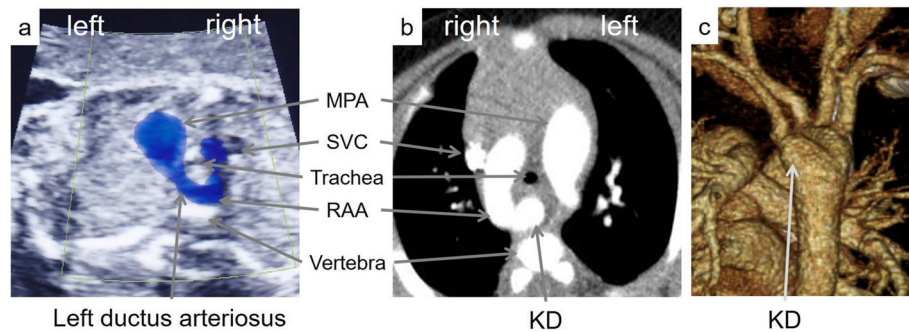 a
left
right
b
right
left
c
MPA
SVC
Trachea
RAA
Vertebra
Left ductus arteriosus
KD
KD